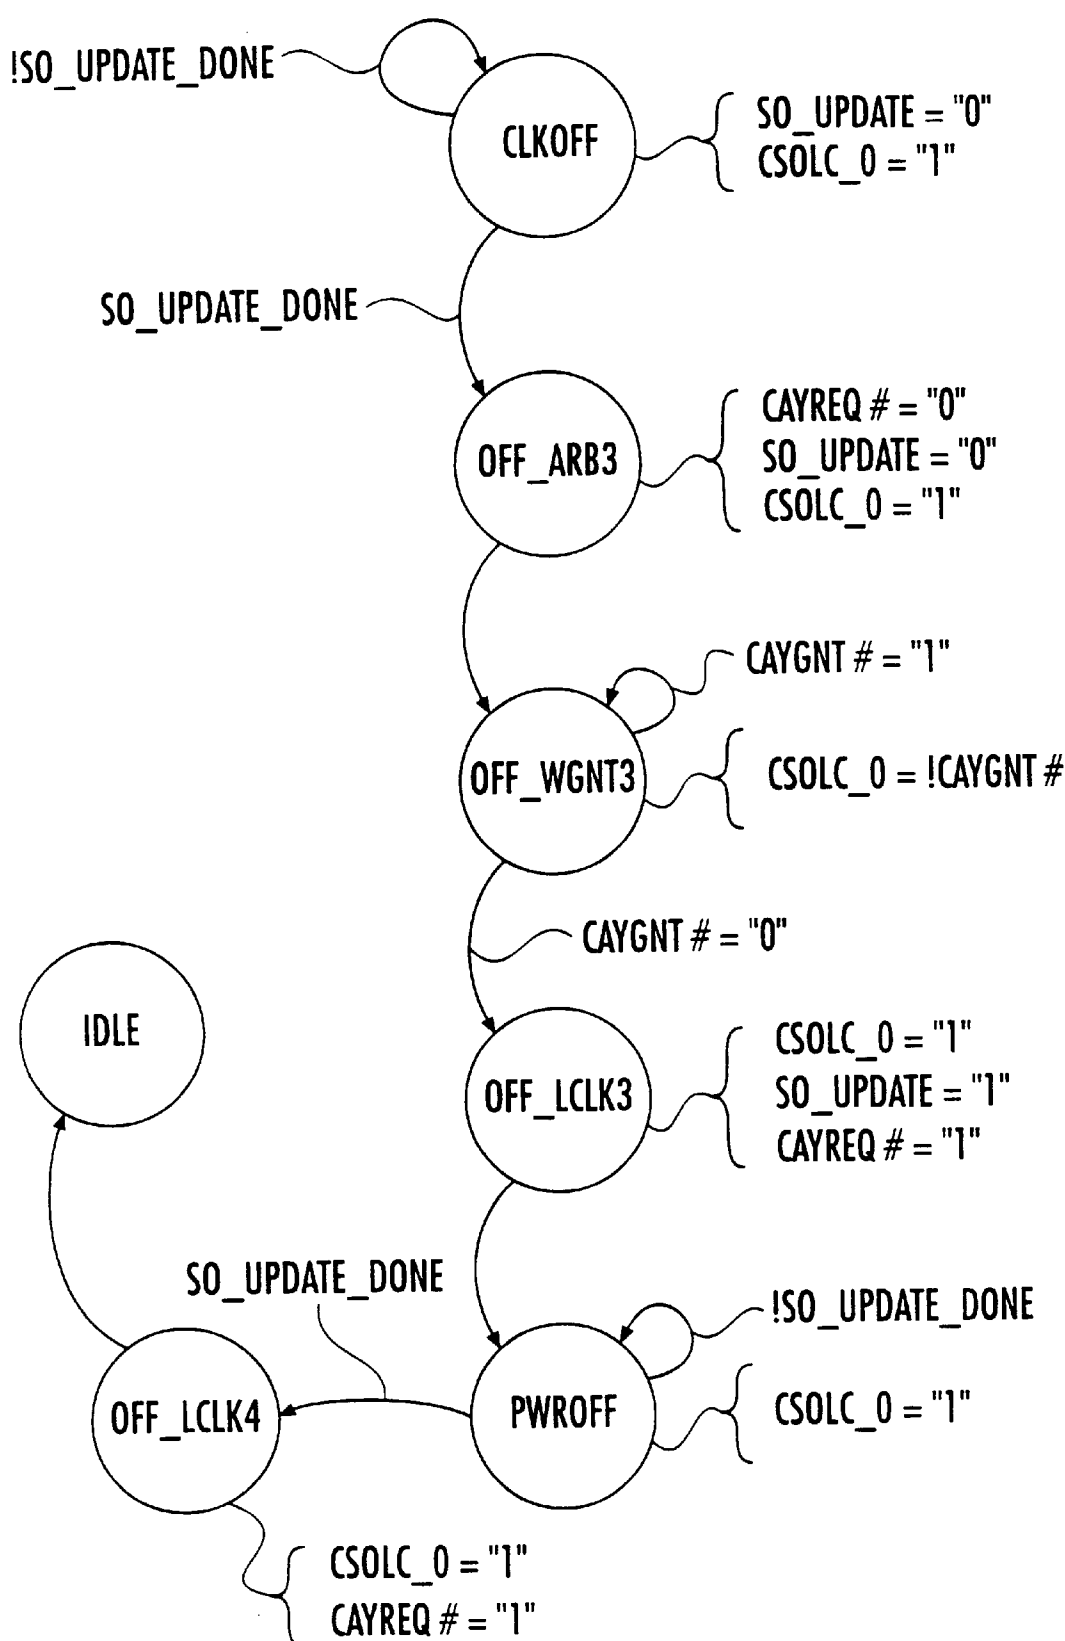 !SO_UPDATE_DONE
CLKOFF
SO_UPDATE = "0"
CSOLC_0 = "1"
SO_UPDATE_DONE
OFF_ARB3
CAYREQ # = "0"
SO_UPDATE = "0"
CSOLC_0 = "1"
CAYGNT # = "1"
OFF_WGNT3
CSOLC_0 = !CAYGNT #
CAYGNT # = "0"
IDLE
OFF_LCLK3
CSOLC_0 = "1"
SO_UPDATE = "1"
CAYREQ # = "1"
SO_UPDATE_DONE
!SO_UPDATE_DONE
OFF_LCLK4
PWROFF
CSOLC_0 = "1"
CSOLC_0 = "1"
CAYREQ # = "1"